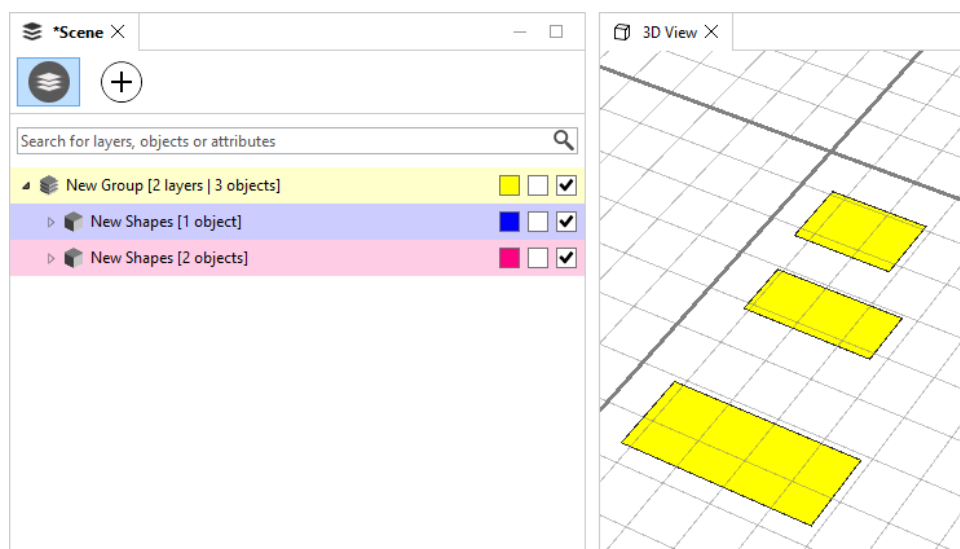 *Scene
3D View
Search for layers, objects or attributes
New Group [2 layers | 3 objects]
New Shapes [1 object]
New Shapes [2 objects]